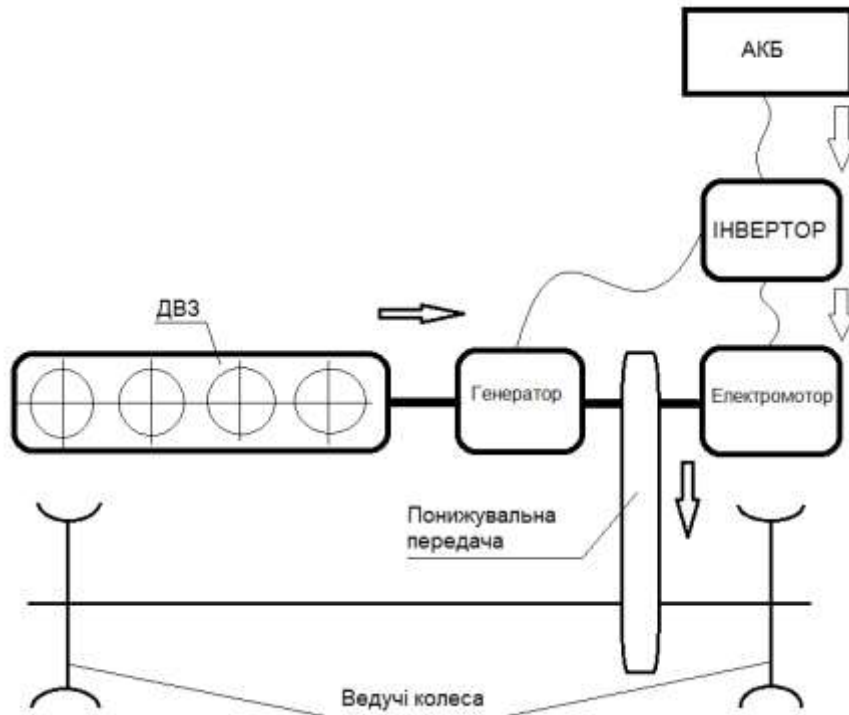 АКБ
ІНВЕРТОР
ДВЗ
Генератор
Електромотор
Понижувальна
передача
Ведучі колеса